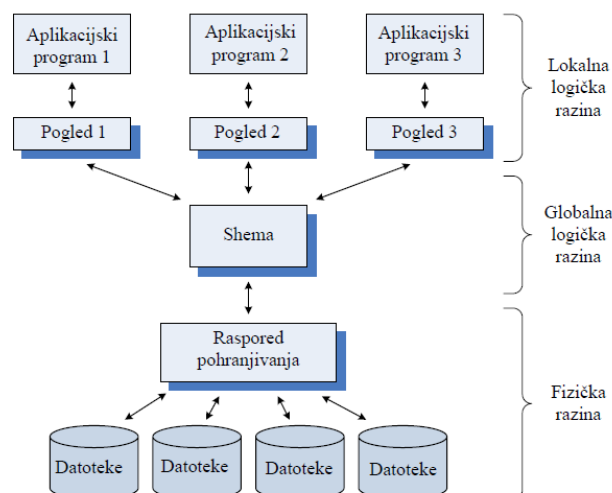 Aplikacijski
program 1
Aplikacijski
program 2
Aplikacijski
program 3
Lokalna
logička
razina
Pogled 1
Pogled 2
Pogled 3
Shema
Globalna
logička
razina
Raspored
pohranjivanja
Fizička
razina
Datoteke
Datoteke
Datoteke
Datoteke